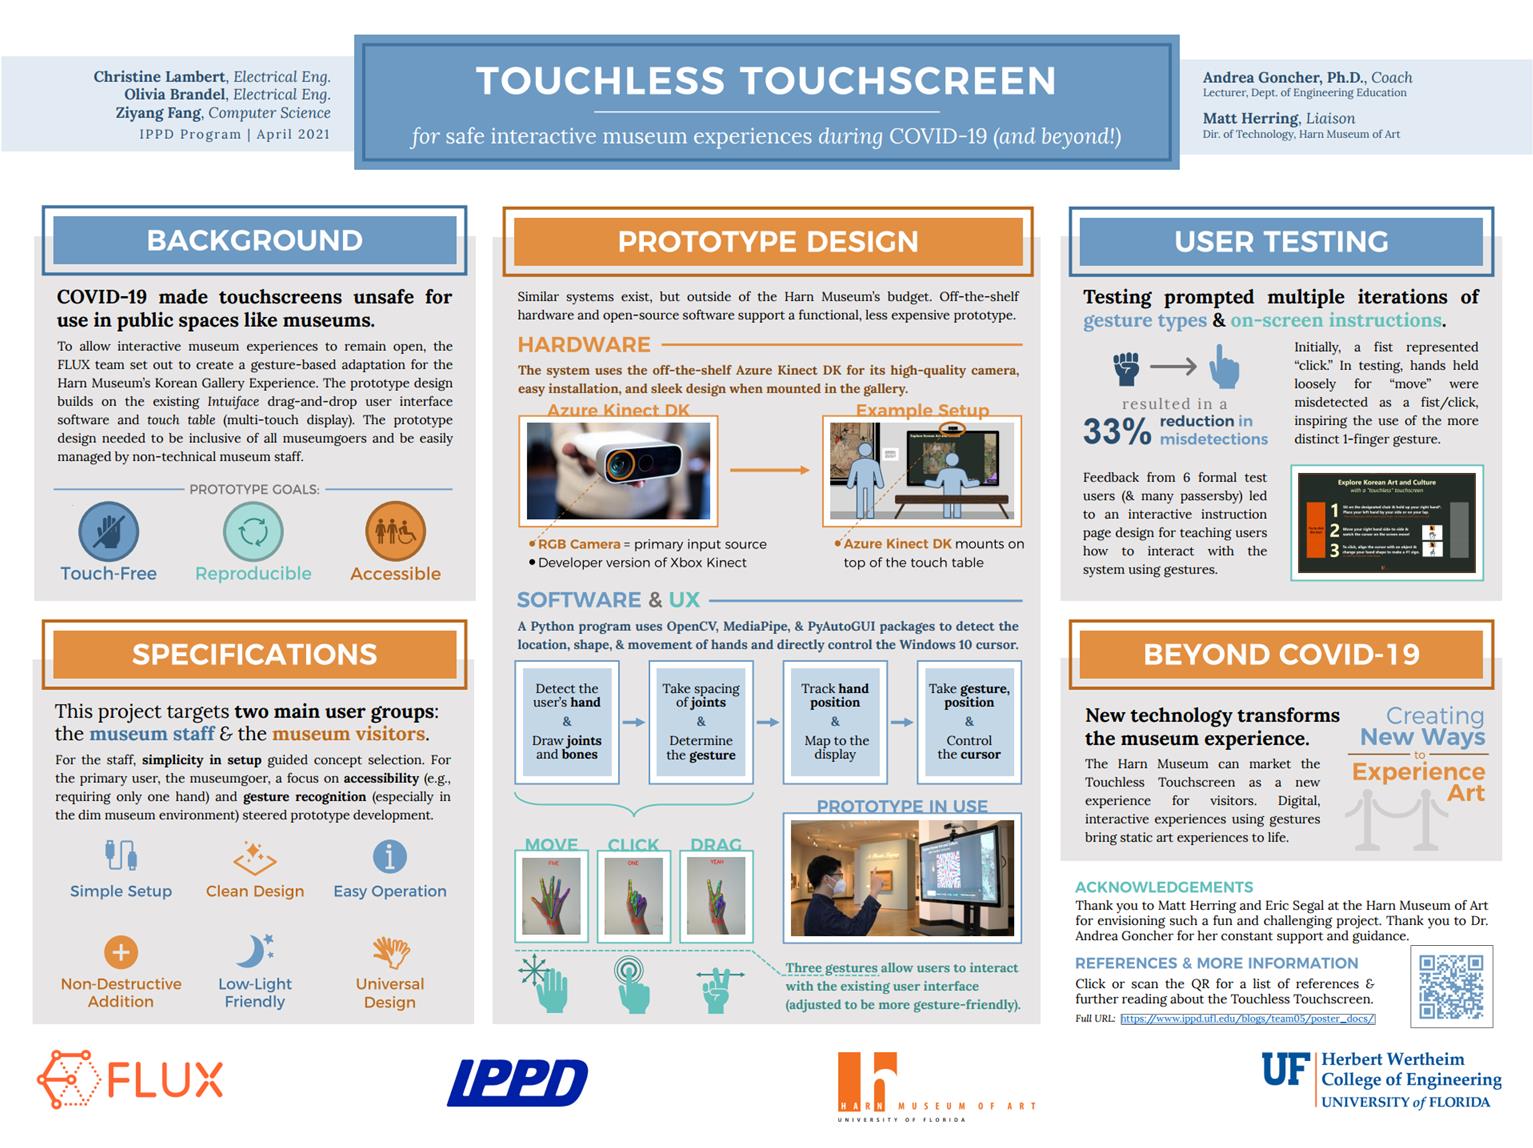 Christine Lambert, Electrical Eng.
Olivia Brandel, Electrical Eng.
Ziyang Fang, Computer Science
IPPD Program | April 2021
TOUCHLESS TOUCHSCREEN
for safe interactive museum experiences during COVID-19 (and beyond!)
Andrea Goncher, Ph.D., Coach
Lecturer, Dept. of Engineering Education
Matt Herring, Liaison
Dir. of Technology, Harn Museum of Art
BACKGROUND
COVID-19 made touchscreens unsafe for
use in public spaces like museums.
To allow interactive museum experiences to remain open, the
FLUX team set out to create a gesture-based adaptation for the
Harn Museum's Korean Gallery Experience. The prototype design
builds on the existing Intuiface drag-and-drop user interface
software and touch table (multi-touch display). The prototype
design needed to be inclusive of all museumgoers and be easily
managed by non-technical museum staff.
PROTOTYPE GOALS:
Touch-Free
Reproducible
Accessible
SPECIFICATIONS
This project targets two main user groups:
the museum staff & the museum visitors.
For the staff, simplicity in setup guided concept selection. For
the primary user, the museumgoer, a focus on accessibility (e.g.,
requiring only one hand) and gesture recognition (especially in
the dim museum environment) steered prototype development.
Simple Setup
Clean Design
Easy Operation
Non-Destructive
Addition
Low-Light
Friendly
Universal
Design
PROTOTYPE DESIGN
Similar systems exist, but outside of the Harn Museum's budget. Off-the-shelf
hardware and open-source software support a functional, less expensive prototype.
HARDWARE
The system uses the off-the-shelf Azure Kinect DK for its high-quality camera,
easy installation, and sleek design when mounted in the gallery.
Azure Kinect DK
Example Setup
• RGB Camera = primary input source
• Developer version of Xbox Kinect
• Azure Kinect DK mounts on
top of the touch table
SOFTWARE & UX
A Python program uses OpenCV, MediaPipe, & PyAutoGUI packages to detect the
location, shape, & movement of hands and directly control the Windows 10 cursor.
Detect the
user's hand
&
Draw joints
and bones
Take spacing
of joints
&
Determine
the gesture
Track hand
position
&
Map to the
display
Take gesture,
position
&
Control
the cursor
MOVE
CLICK
DRAG
FIVE
ONE
YEAH
PROTOTYPE IN USE
Three gestures allow users to interact
with the existing user interface
(adjusted to be more gesture-friendly).
USER TESTING
Testing prompted multiple iterations of
gesture types & on-screen instructions.
resulted in a
33% reduction in
misdetections
Initially, a fist represented
“click.” In testing, hands held
loosely for “move” were
misdetected as a fist/click,
inspiring the use of the more
distinct 1-finger gesture.
Feedback from 6 formal test
users (& many passersby) led
to an interactive instruction
page design for teaching users
how to interact with the
system using gestures.
Explore Korean Art and Culture
with a "touchless" touchscreen
1
2
3
BEYOND COVID-19
New technology transforms
the museum experience.
The Harn Museum can market the
Touchless Touchscreen as a new
experience for visitors. Digital,
interactive experiences using gestures
bring static art experiences to life.
Creating
New Ways
to
Experience
Art
ACKNOWLEDGEMENTS
Thank you to Matt Herring and Eric Segal at the Harn Museum of Art
for envisioning such a fun and challenging project. Thank you to Dr.
Andrea Goncher for her constant support and guidance.
REFERENCES & MORE INFORMATION
Click or scan the QR for a list of references &
further reading about the Touchless Touchscreen.
Full URL: https://www.ippd.ufl.edu/blogs/team05/poster_docs/
FLUX
IPPD
HARN MUSEUM OF ART
UNIVERSITY OF FLORIDA
UF Herbert Wertheim
College of Engineering
UNIVERSITY of FLORIDA